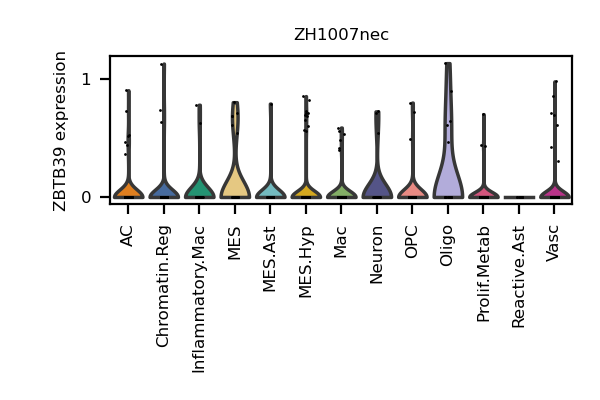 ZH1007nec
ZBTB39 expression
1
0
AC
Chromatin.Reg
Inflammatory.Mac
MES
MES.Ast
MES.Hyp
Mac
Neuron
OPC
Oligo
Prolif.Metab
Reactive.Ast
Vasc